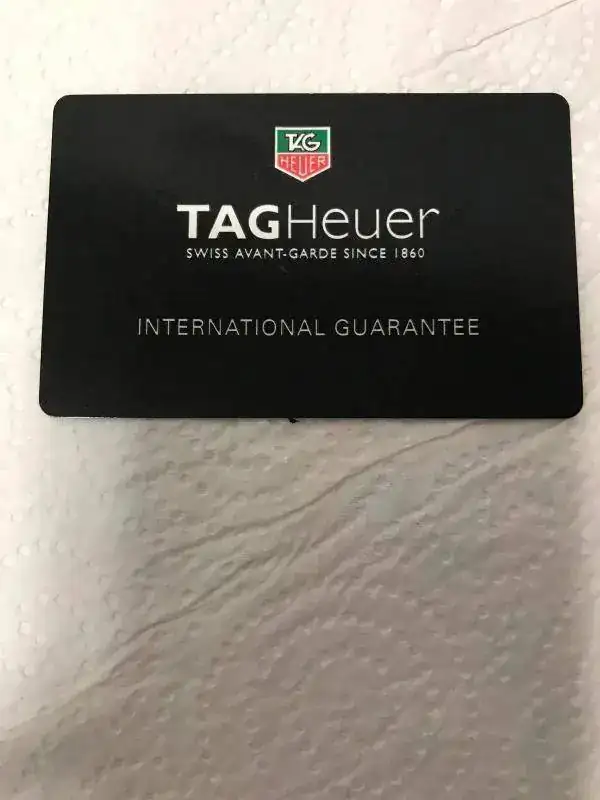 TAG
HEUER
TAGHeuer
SWISS AVANT-GARDE SINCE 1860
INTERNATIONAL GUARANTEE